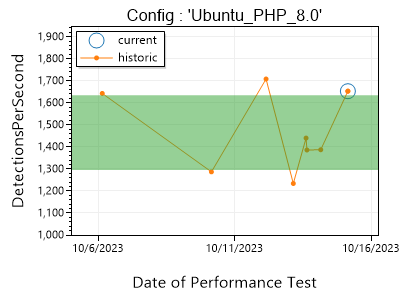 Config : 'Ubuntu_PHP_8.0'
current
historic
DetectionsPerSecond
1,900
1,800
1,700
1,600
1,500
1,400
1,300
1,200
1,100
1,000
10/6/2023
10/11/2023
10/16/2023
Date of Performance Test